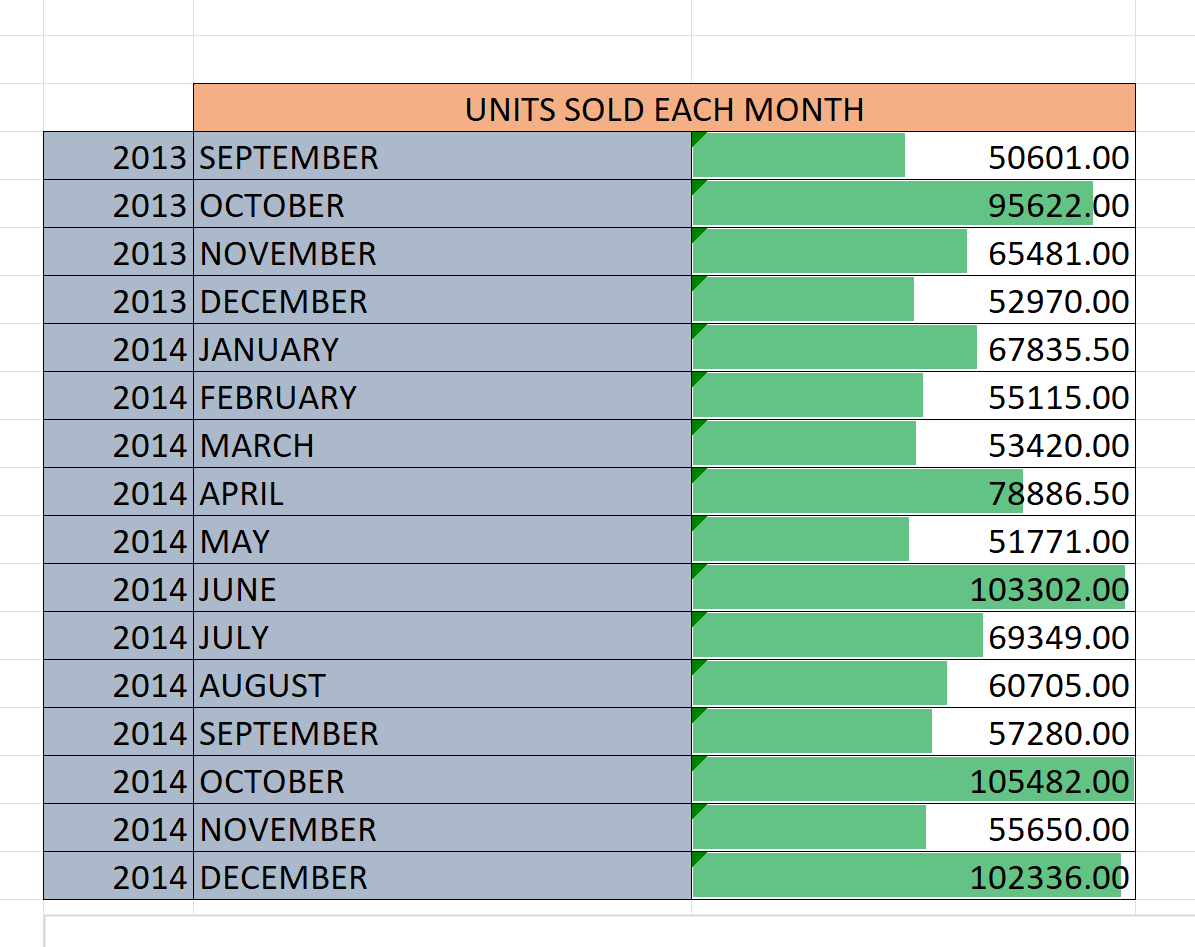 UNITS SOLD EACH MONTH
2013 SEPTEMBER 50601.00
2013 OCTOBER 95622.00
2013 NOVEMBER 65481.00
2013 DECEMBER 52970.00
2014 JANUARY 67835.50
2014 FEBRUARY 55115.00
2014 MARCH 53420.00
2014 APRIL 78886.50
2014 MAY 51771.00
2014 JUNE 103302.00
2014 JULY 69349.00
2014 AUGUST 60705.00
2014 SEPTEMBER 57280.00
2014 OCTOBER 105482.00
2014 NOVEMBER 55650.00
2014 DECEMBER 102336.00